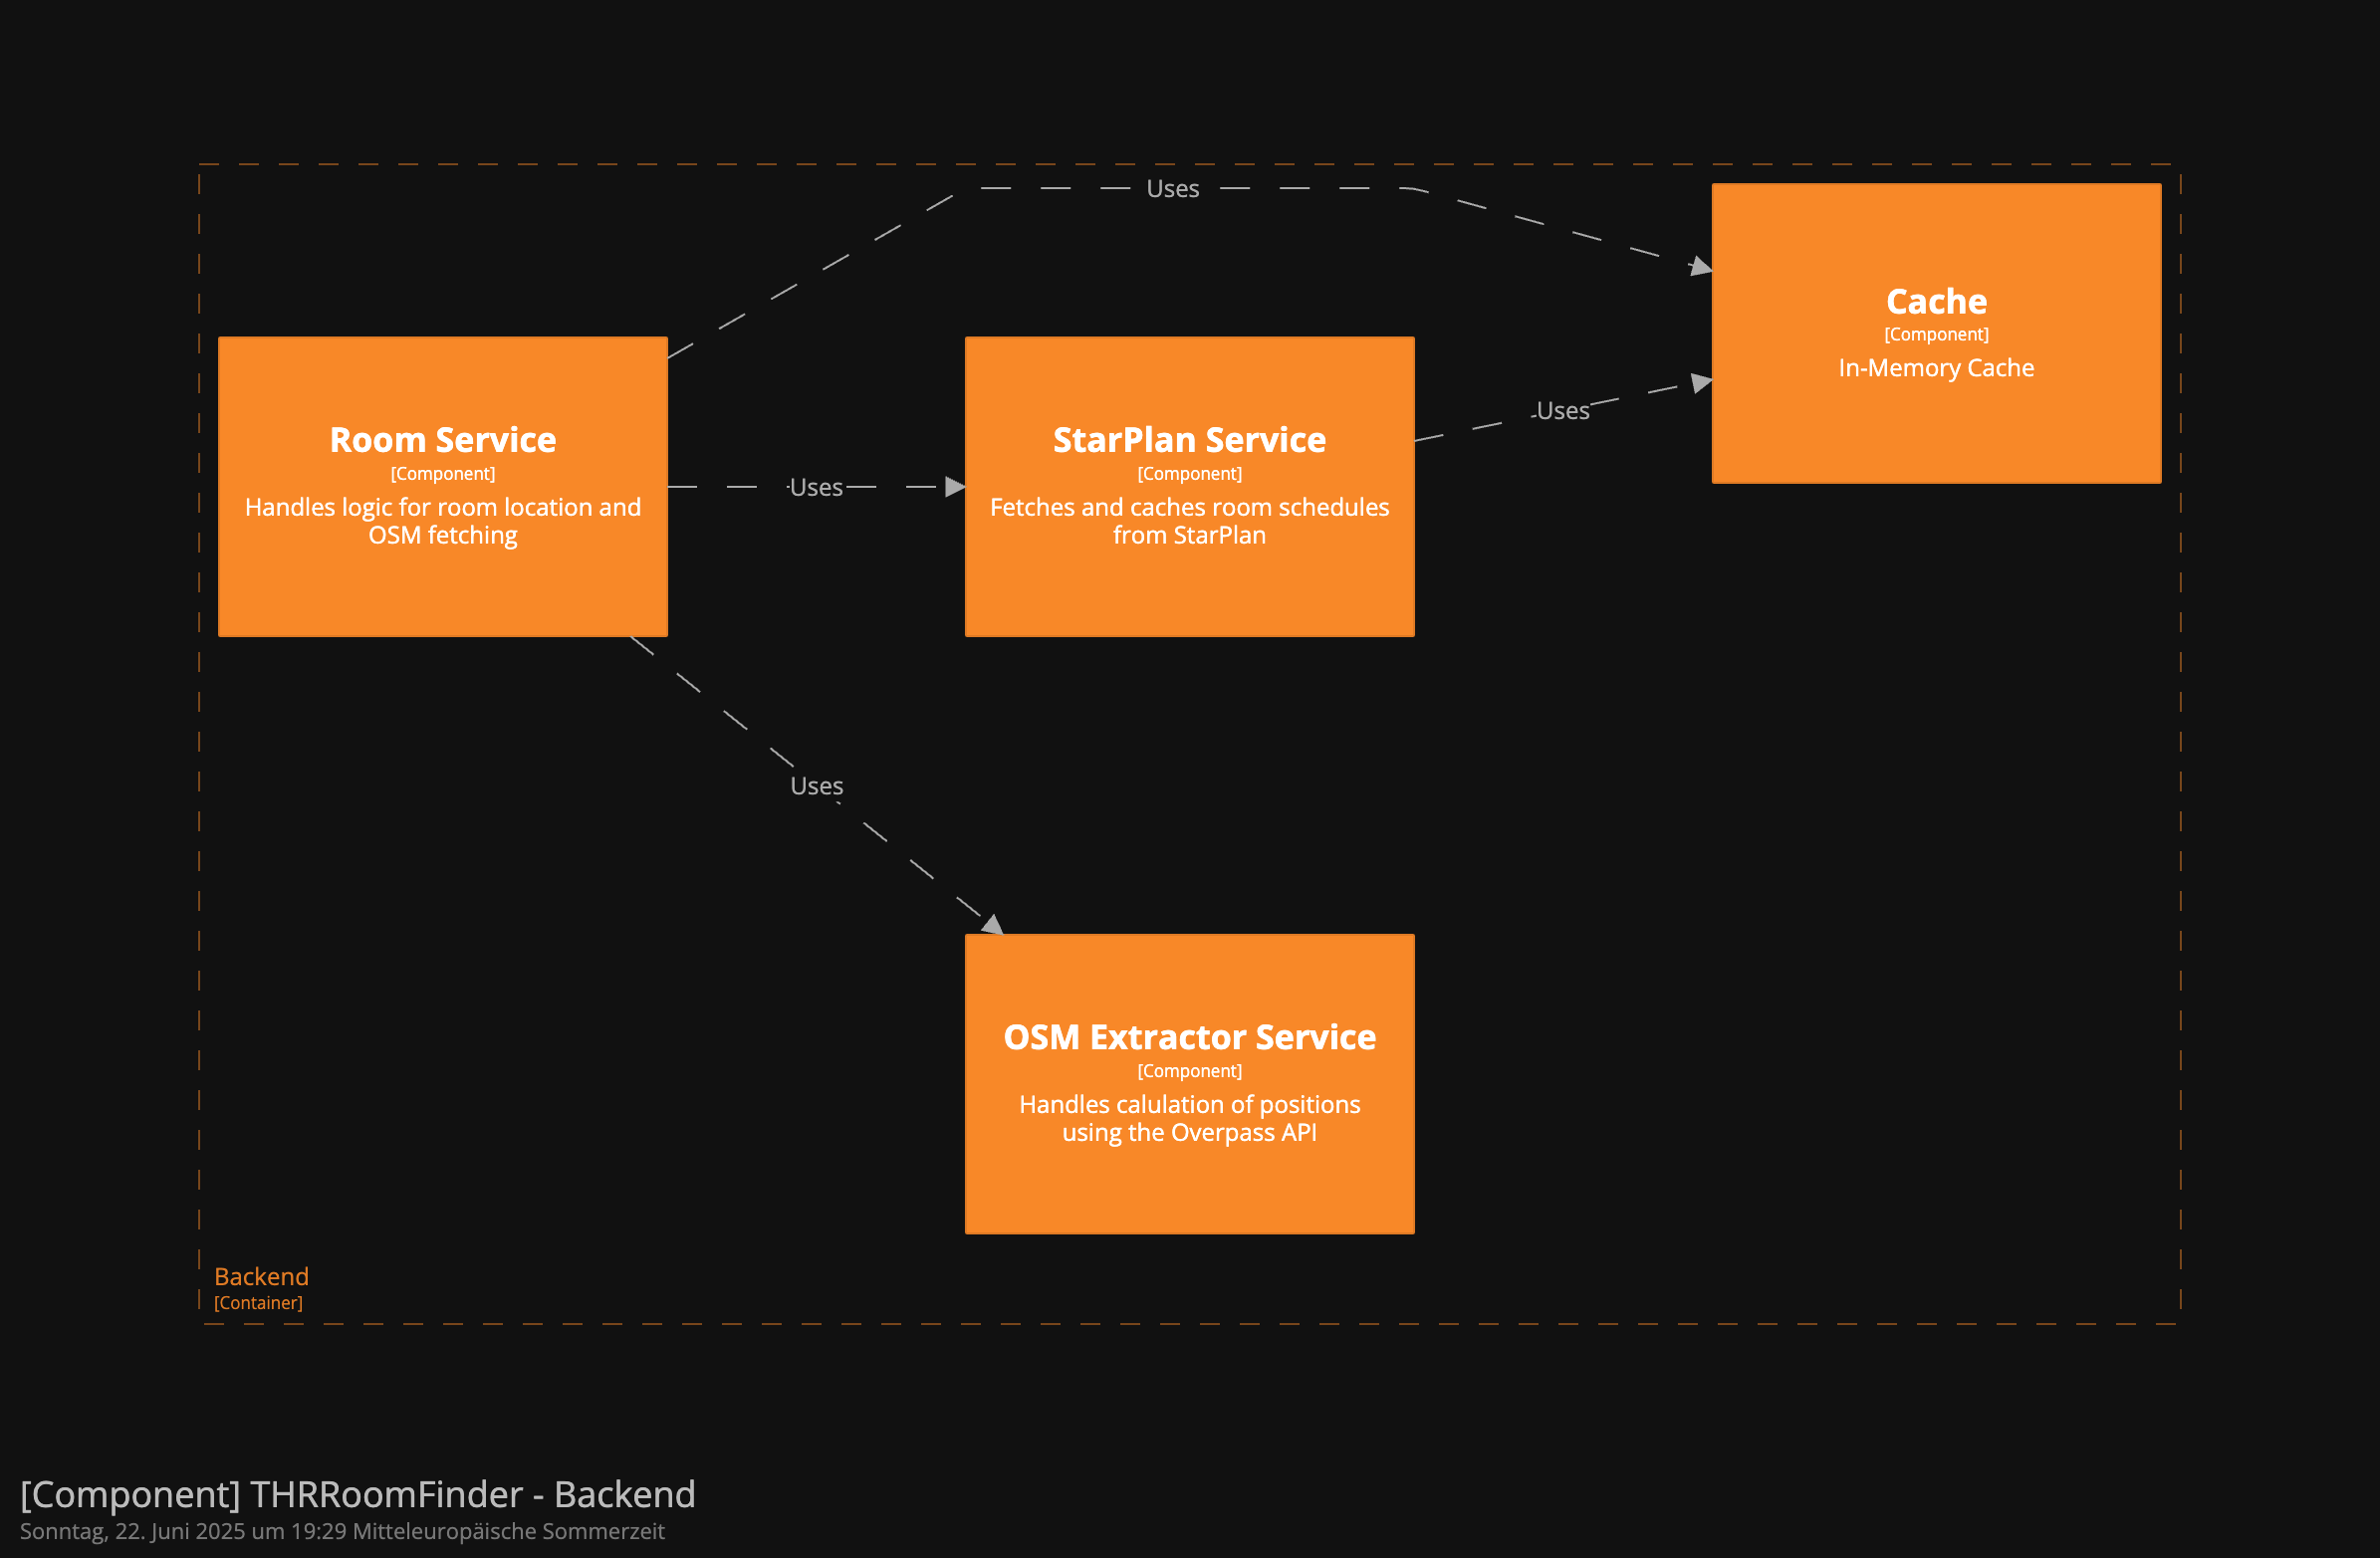 Uses
Cache
[Component]
In-Memory Cache
Uses
Room Service
[Component]
Handles logic for room location and
OSM fetching
Uses
StarPlan Service
[Component]
Fetches and caches room schedules
from StarPlan
Uses
OSM Extractor Service
[Component]
Handles calulation of positions
using the Overpass API
Backend
[Container]
[Component] THRRoomFinder - Backend
Sonntag, 22. Juni 2025 um 19:29 Mitteleuropäische Sommerzeit